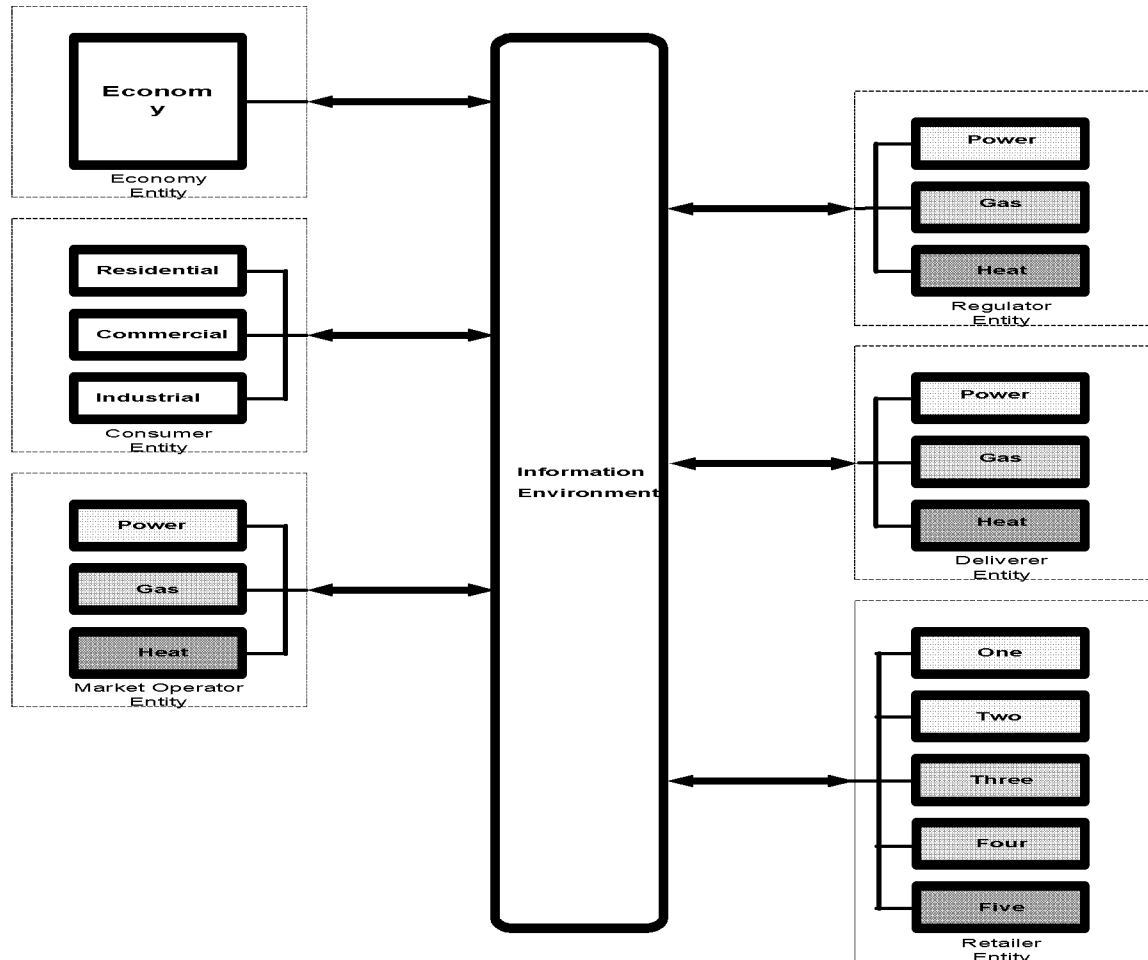 Econom
y
Economy
Entity
Residential
Commercial
Industrial
Consumer
Entity
Power
Gas
Heat
Market Operator
Entity
Information
Environment
Power
Gas
Heat
Regulator
Entity
Power
Gas
Heat
Deliverer
Entity
One
Two
Three
Four
Five
Retailer
Entity